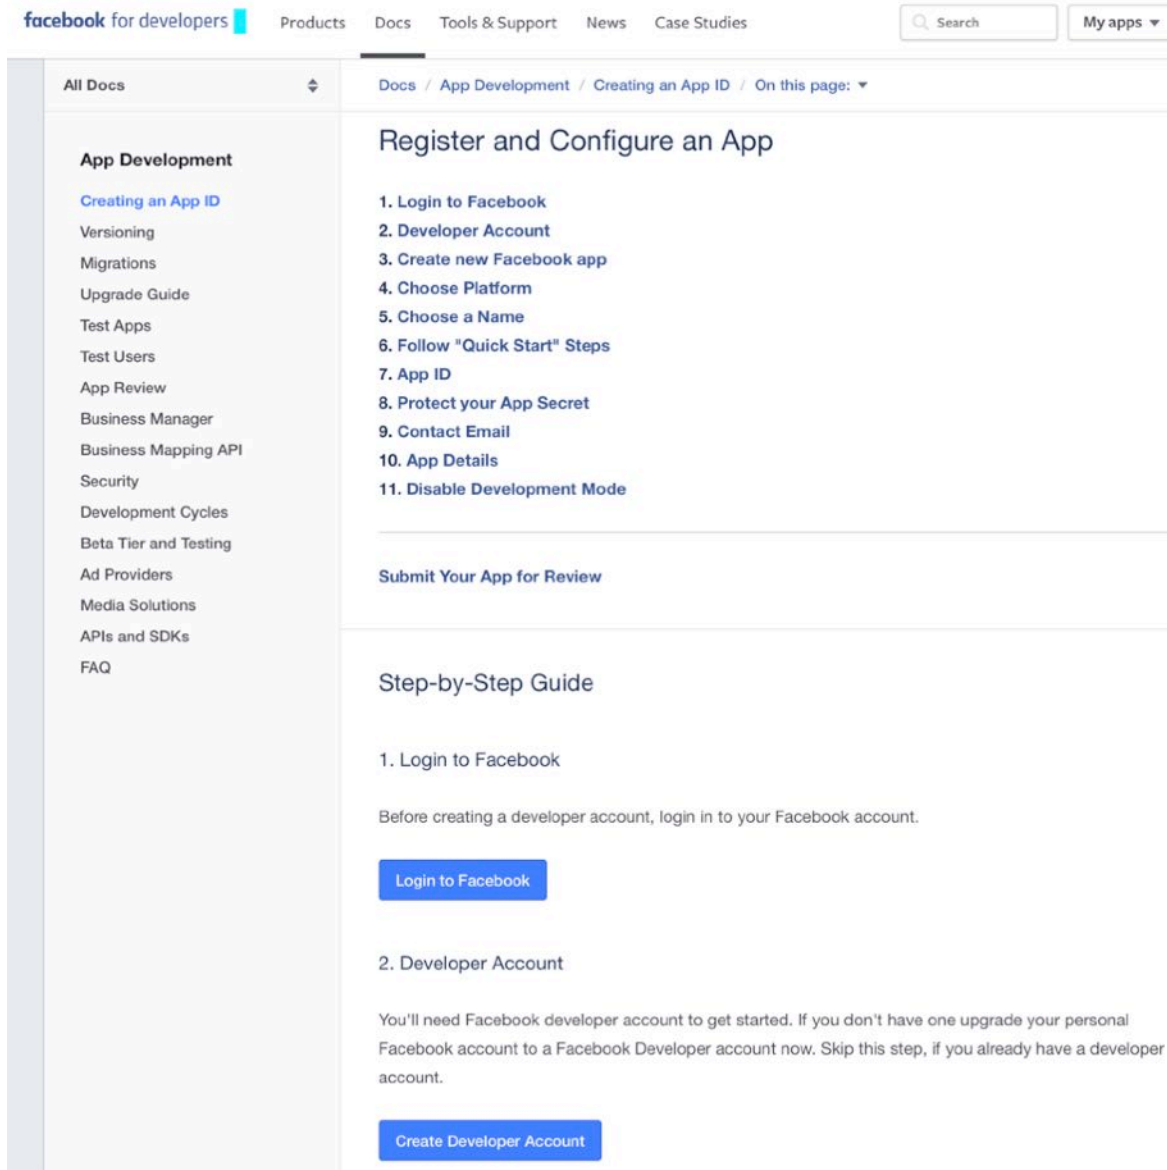 facebook for developers
Products
Docs
Tools & Support
News
Case Studies
Search
My apps
All Docs
Docs / App Development / Creating an App ID / On this page:
App Development
Creating an App ID
Versioning
Migrations
Upgrade Guide
Test Apps
Test Users
App Review
Business Manager
Business Mapping API
Security
Development Cycles
Beta Tier and Testing
Ad Providers
Media Solutions
APIs and SDKs
FAQ
Register and Configure an App
1. Login to Facebook
2. Developer Account
3. Create new Facebook app
4. Choose Platform
5. Choose a Name
6. Follow "Quick Start" Steps
7. App ID
8. Protect your App Secret
9. Contact Email
10. App Details
11. Disable Development Mode
Submit Your App for Review
Step-by-Step Guide
1. Login to Facebook
Before creating a developer account, login in to your Facebook account.
Login to Facebook
2. Developer Account
You'll need Facebook developer account to get started. If you don't have one upgrade your personal
Facebook account to a Facebook Developer account now. Skip this step, if you already have a developer
account.
Create Developer Account